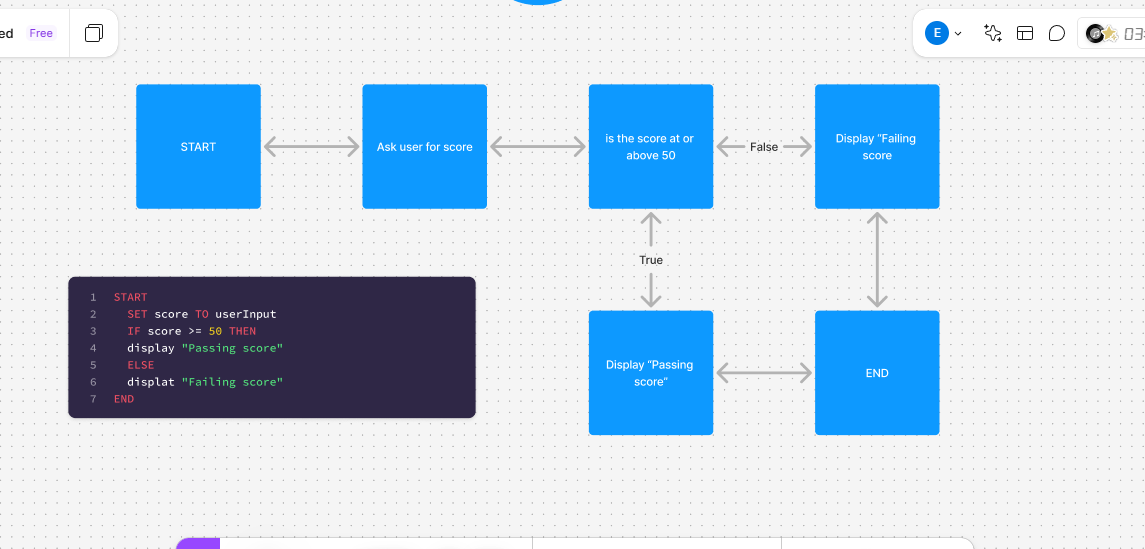 ed Free
E
03:
START
Ask user for score
is the score at or
above 50
False
Display “Failing
score
True
1 START
2 SET score TO userInput
3 IF score >= 50 THEN
4 display "Passing score"
5 ELSE
6 displat "Failing score"
7 END
Display “Passing
score”
END